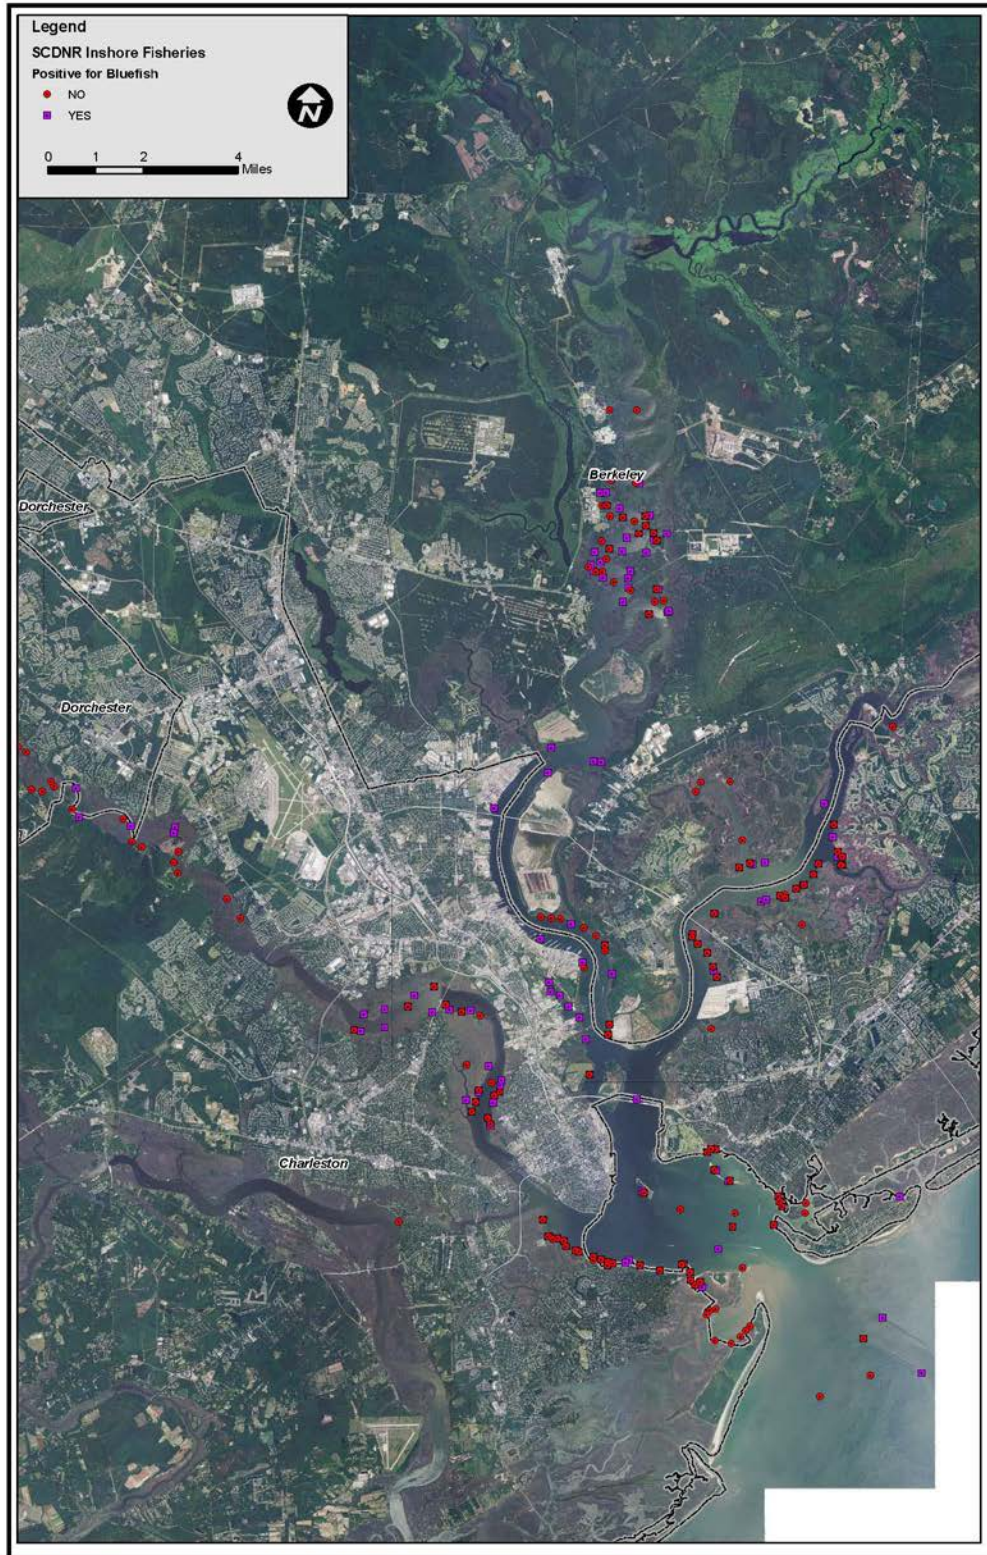 Legend
SCDNR Inshore Fisheries
Positive for Bluefish
NO
YES
N
0 1 2 4
Miles
Berkeley
Dorchester
Dorchester
Charleston